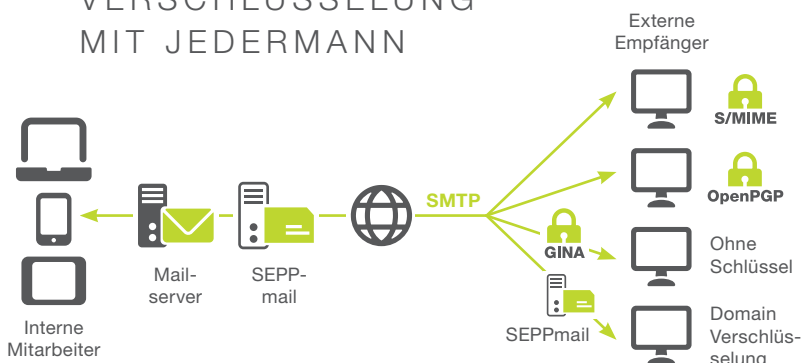 VERSCHLÜSSELUNG
MIT JEDERMANN
Externe
Empfänger
S/MIME
OpenPGP
SMTP
GINA
Ohne
Schlüssel
Mail-
server
SEPP-
mail
SEPPmail
Domain
Verschlüs-
selung
Interne
Mitarbeiter